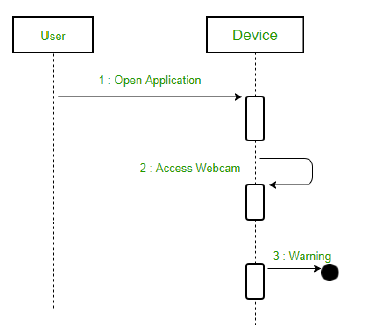 User
Device
1 : Open Application
2 : Access Webcam
3 : Warning